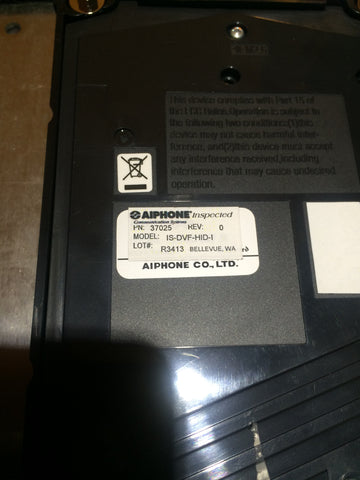 This device complies with Part 15 of
the FCC Rules.Operation is subject to
the following two conditions:(1)this
device may not cause harmful inter-
ference, and(2)this device must accept
any interference received,including
interference that may cause undesired
operation.
AIPHONE Inspected
Communication Systems
PN: 37025 REV: 0
MODEL: IS-DVF-HID-I
LOT#: R3413 BELLEVUE, WA
AIPHONE CO., LTD.